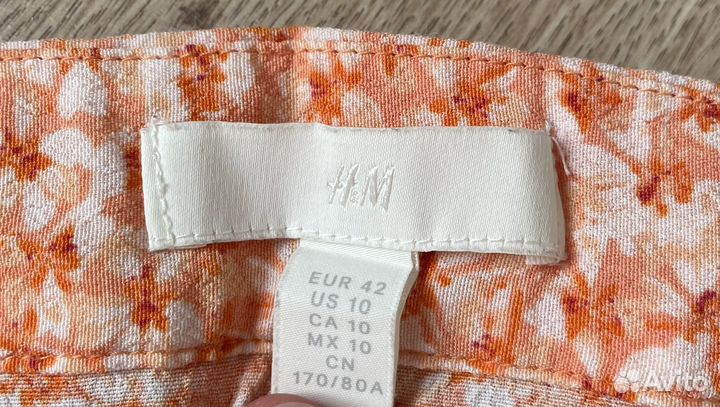 H&M
EUR 42
US 10
CA 10
MX 10
CN
170/80A
Avito